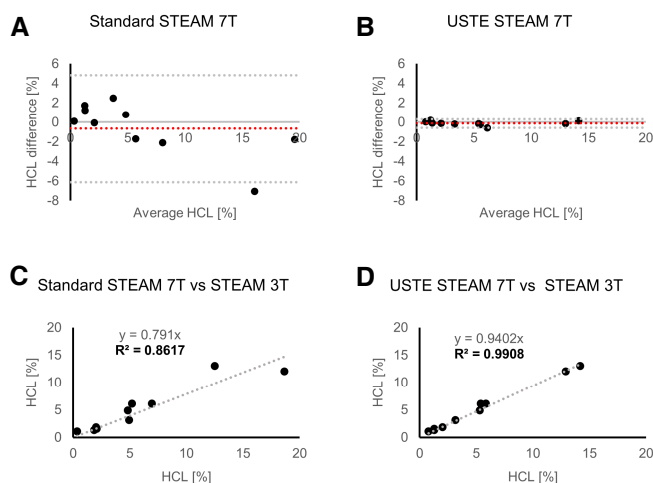 A
Standard STEAM 7T
HCL difference [%]
6
4
2
0
-2
-4
-6
-8
0
5
10
15
20
Average HCL [%]
B
USTE STEAM 7T
HCL difference [%]
6
4
2
0
-2
-4
-6
-8
0
5
10
15
20
Average HCL [%]
C
Standard STEAM 7T vs STEAM 3T
HCL [%]
20
15
10
5
0
y = 0.791x
R² = 0.8617
0
5
10
15
20
HCL [%]
D
USTE STEAM 7T vs STEAM 3T
HCL [%]
20
15
10
5
0
y = 0.9402x
R² = 0.9908
0
5
10
15
20
HCL [%]